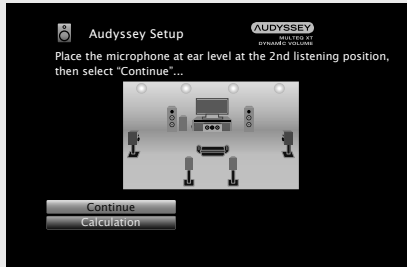 Audyssey Setup
AUDYSSEY
MULTEQ XT
DYNAMIC VOLUME
Place the microphone at ear level at the 2nd listening position,
then select “Continue”...
Continue
Calculation